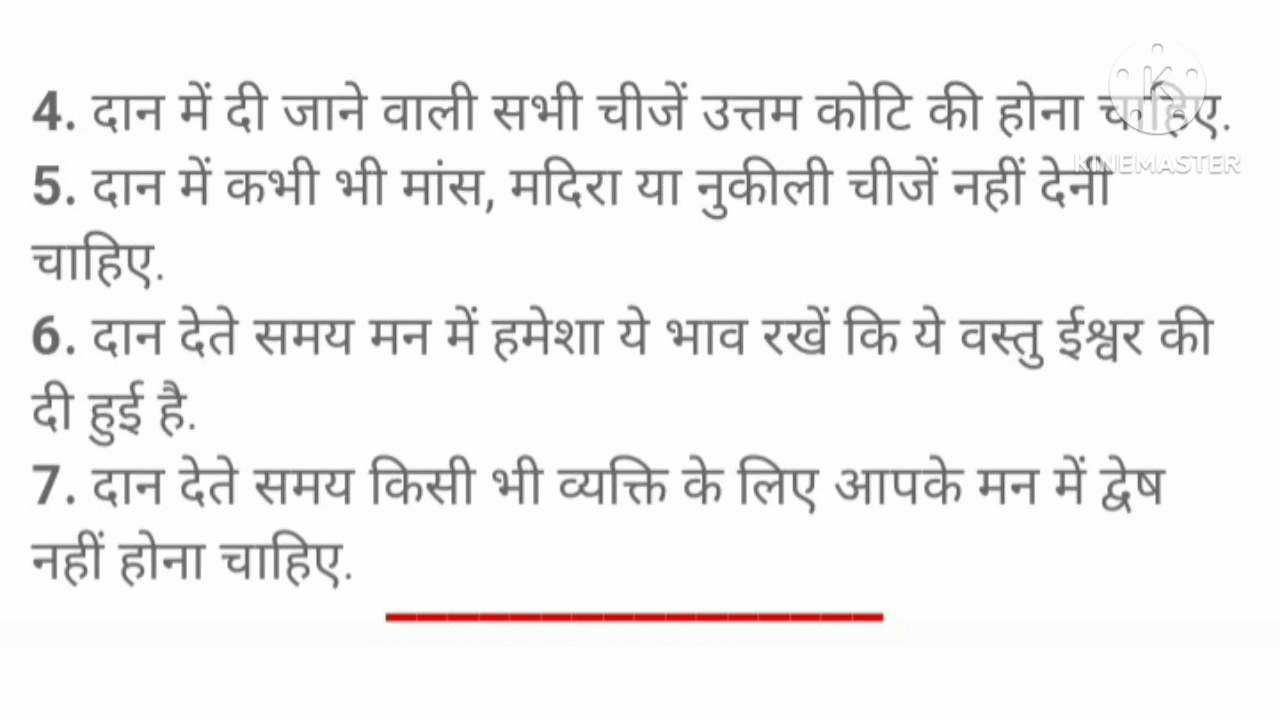 4. दान में दी जाने वाली सभी चीजें उत्तम कोटि की होना चाहिए.
KINEMASTER
5. दान में कभी भी मांस, मदिरा या नुकीली चीजें नहीं देनी
चाहिए.
6. दान देते समय मन में हमेशा ये भाव रखें कि ये वस्तु ईश्वर की
दी हुई है.
7. दान देते समय किसी भी व्यक्ति के लिए आपके मन में द्वेष
नहीं होना चाहिए.